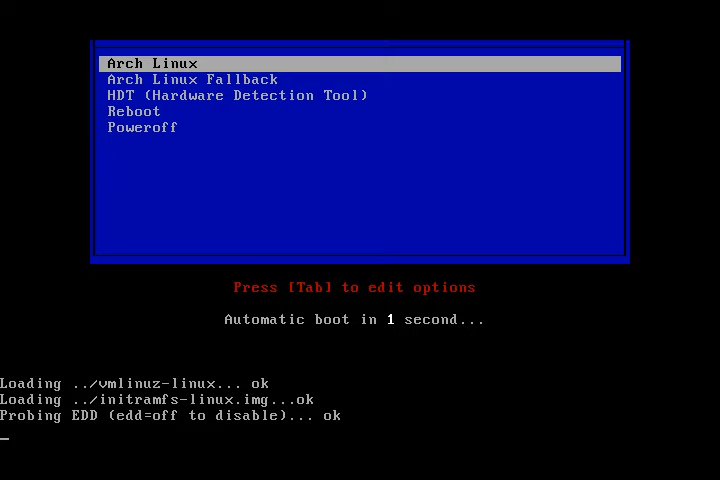 Arch Linux
Arch Linux Fallback
HDT (Hardware Detection Tool)
Reboot
Poweroff
Press [Tab] to edit options
Automatic boot in 1 second...
Loading ../vmlinuz-linux... ok
Loading ../initramfs-linux.img...ok
Probing EDD (edd=off to disable)... ok